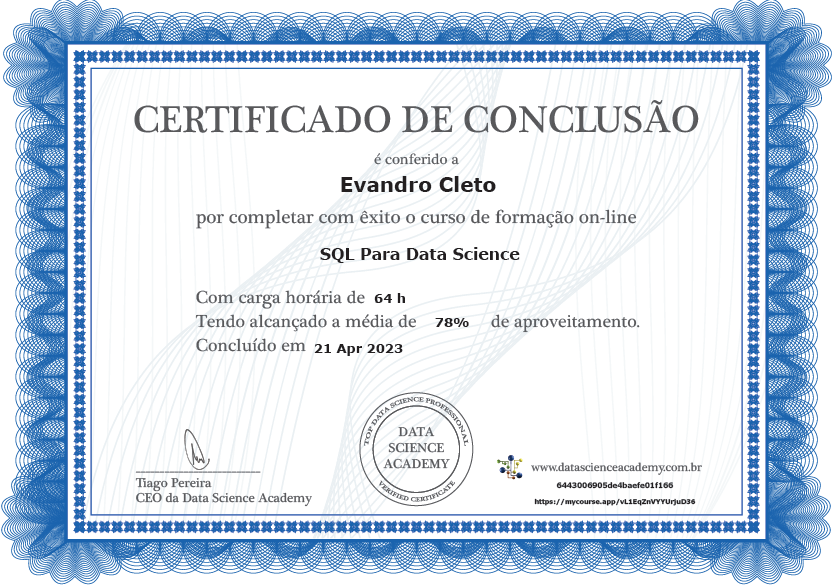 CERTIFICADO DE CONCLUSÃO
é conferido a
Evandro Cleto
por completar com êxito o curso de formação on-line
SQL Para Data Science
Com carga horária de 64 h
Tendo alcançado a média de 78% de aproveitamento.
Concluído em 21 Apr 2023
TOP DATA SCIENCE PROFESSIONAL
DATA
SCIENCE
ACADEMY
VERIFIED CERTIFICATE
Tiago Pereira
CEO da Data Science Academy
www.datascienceacademy.com.br
6443006905de4baefe01f166
https://mycourse.app/vL1EqZnVYYUrJuD36